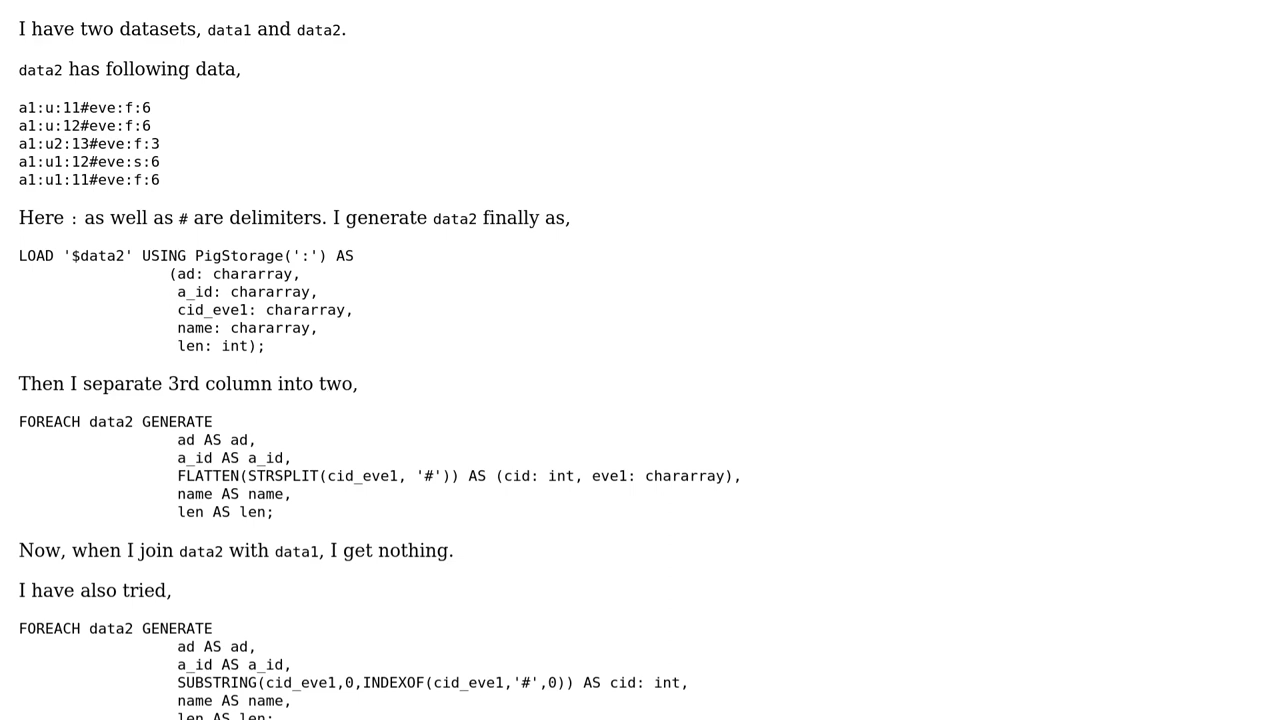 I have two datasets, data1 and data2.
data2 has following data,
a1:u:11#eve:f:6
a1:u:12#eve:f:6
a1:u2:13#eve:f:3
a1:u1:12#eve:s:6
a1:u1:11#eve:f:6
Here : as well as # are delimiters. I generate data2 finally as,
LOAD '$data2' USING PigStorage(':') AS
(ad: chararray,
a_id: chararray,
cid_eve1: chararray,
name: chararray,
len: int);
Then I separate 3rd column into two,
FOREACH data2 GENERATE
ad AS ad,
a_id AS a_id,
FLATTEN(STRSPLIT(cid_eve1, '#')) AS (cid: int, eve1: chararray),
name AS name,
len AS len;
Now, when I join data2 with data1, I get nothing.
I have also tried,
FOREACH data2 GENERATE
ad AS ad,
a_id AS a_id,
SUBSTRING(cid_eve1,0,INDEXOF(cid_eve1,'#',0)) AS cid: int,
name AS name,
len AS len;